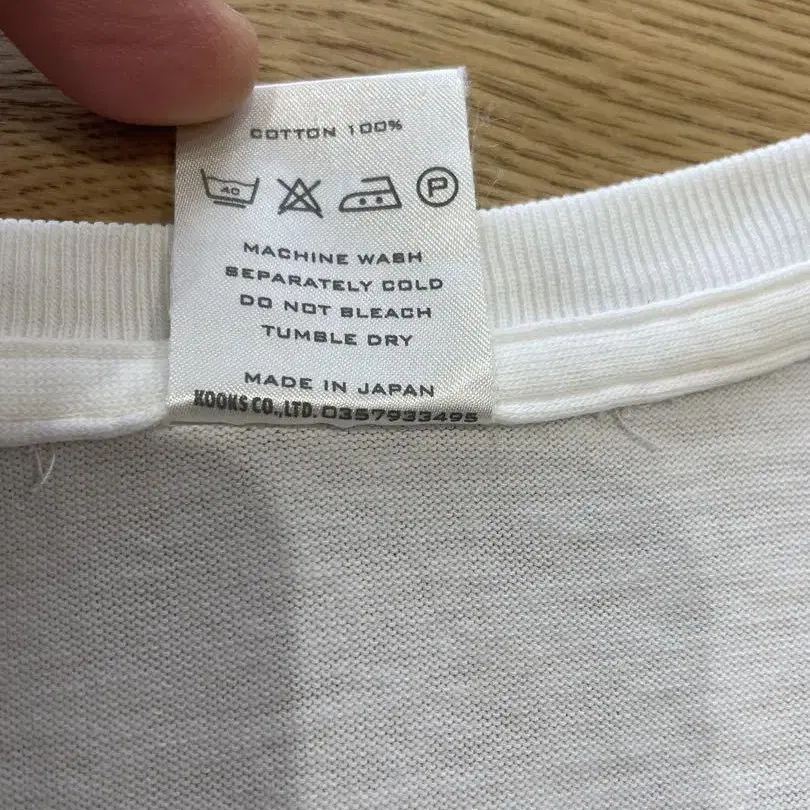 COTTON 100%
40 P
MACHINE WASH
SEPARATELY COLD
DO NOT BLEACH
TUMBLE DRY
MADE IN JAPAN
KOOKS CO.,LTD. 0357933495